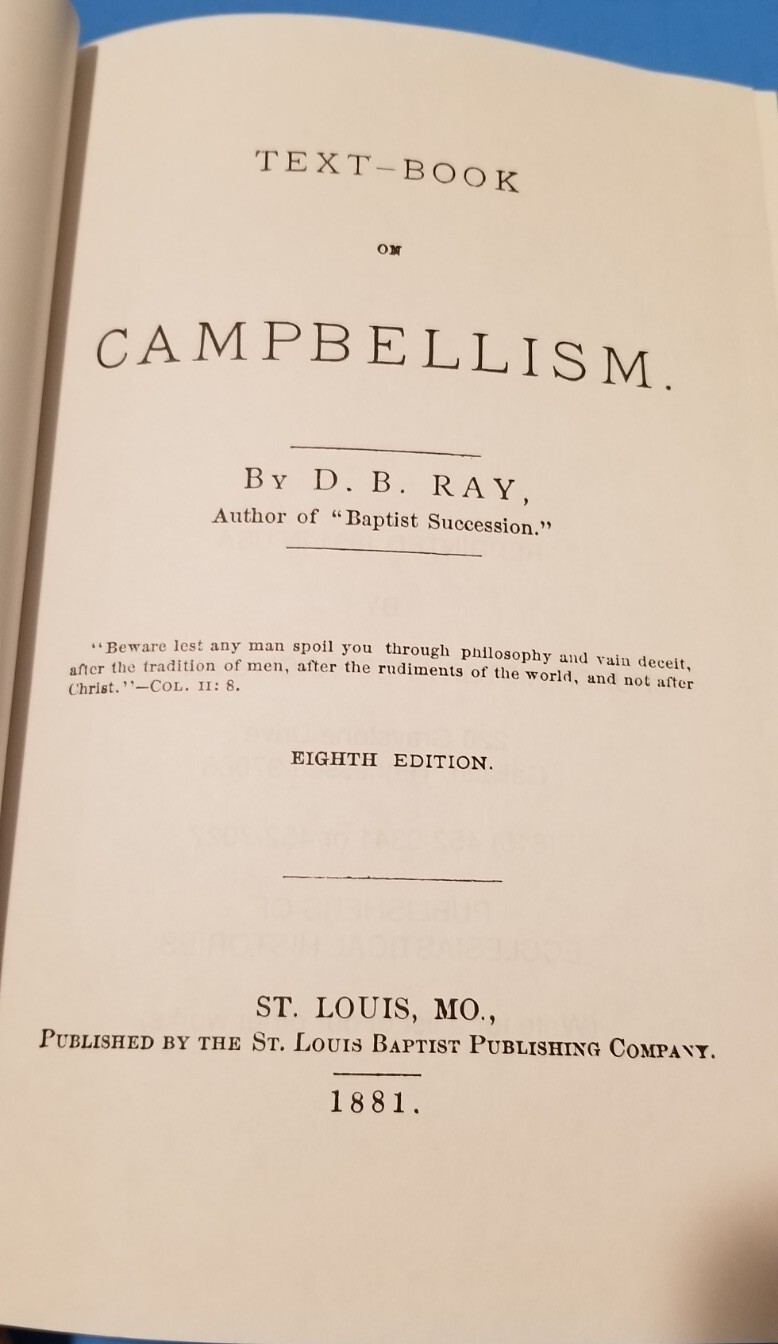 TEXT-BOOK
ON
CAMPBELLISM.
BY D. B. RAY,
Author of “Baptist Succession.”
“Beware lest any man spoil you through philosophy and vain deceit,
after the tradition of men, after the rudiments of the world, and not after
Christ.”—COL. II: 8.
EIGHTH EDITION.
ST. LOUIS, MO.,
PUBLISHED BY THE ST. LOUIS BAPTIST PUBLISHING COMPANY.
1881.